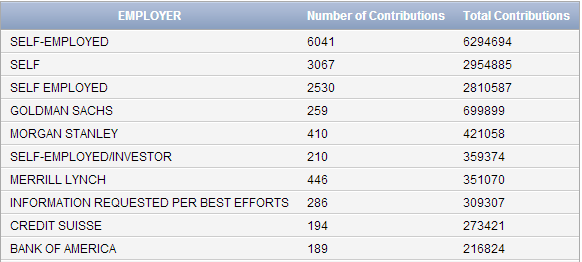 EMPLOYER Number of Contributions Total Contributions
SELF-EMPLOYED 6041 6294694
SELF 3067 2954885
SELF EMPLOYED 2530 2810587
GOLDMAN SACHS 259 699899
MORGAN STANLEY 410 421058
SELF-EMPLOYED/INVESTOR 210 359374
MERRILL LYNCH 446 351070
INFORMATION REQUESTED PER BEST EFFORTS 286 309307
CREDIT SUISSE 194 273421
BANK OF AMERICA 189 216824